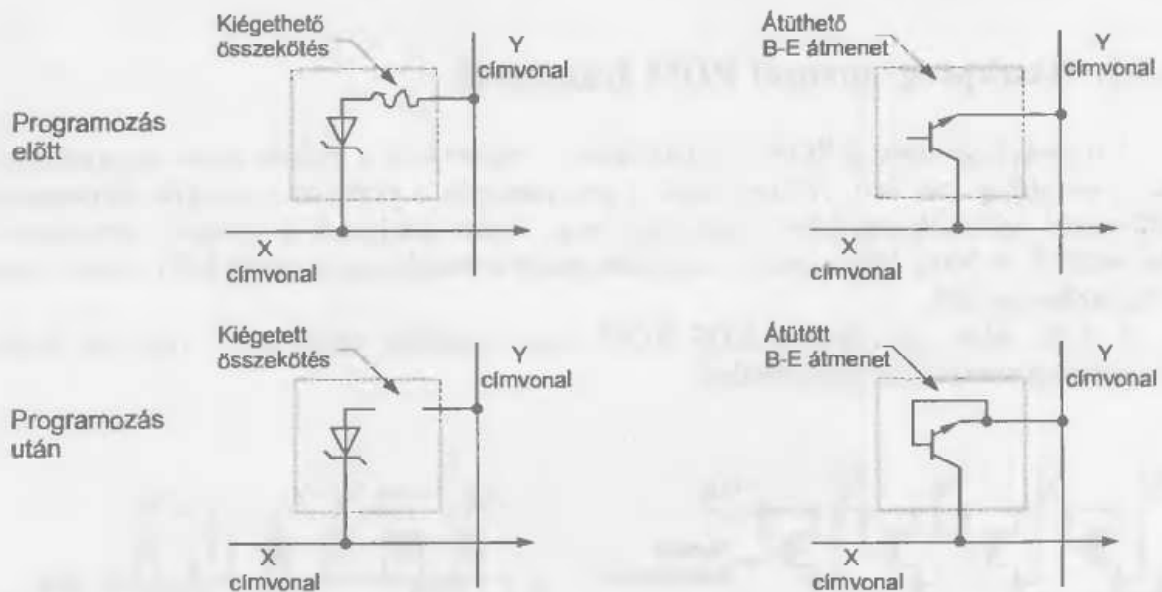 Kiégethető
összekötés
Y
címvonal
Programozás
előtt
X
címvonal
Átüthető
B-E átmenet
Y
címvonal
X
címvonal
Kiégetett
összekötés
Y
címvonal
Programozás
után
X
címvonal
Átütött
B-E átmenet
Y
címvonal
X
címvonal